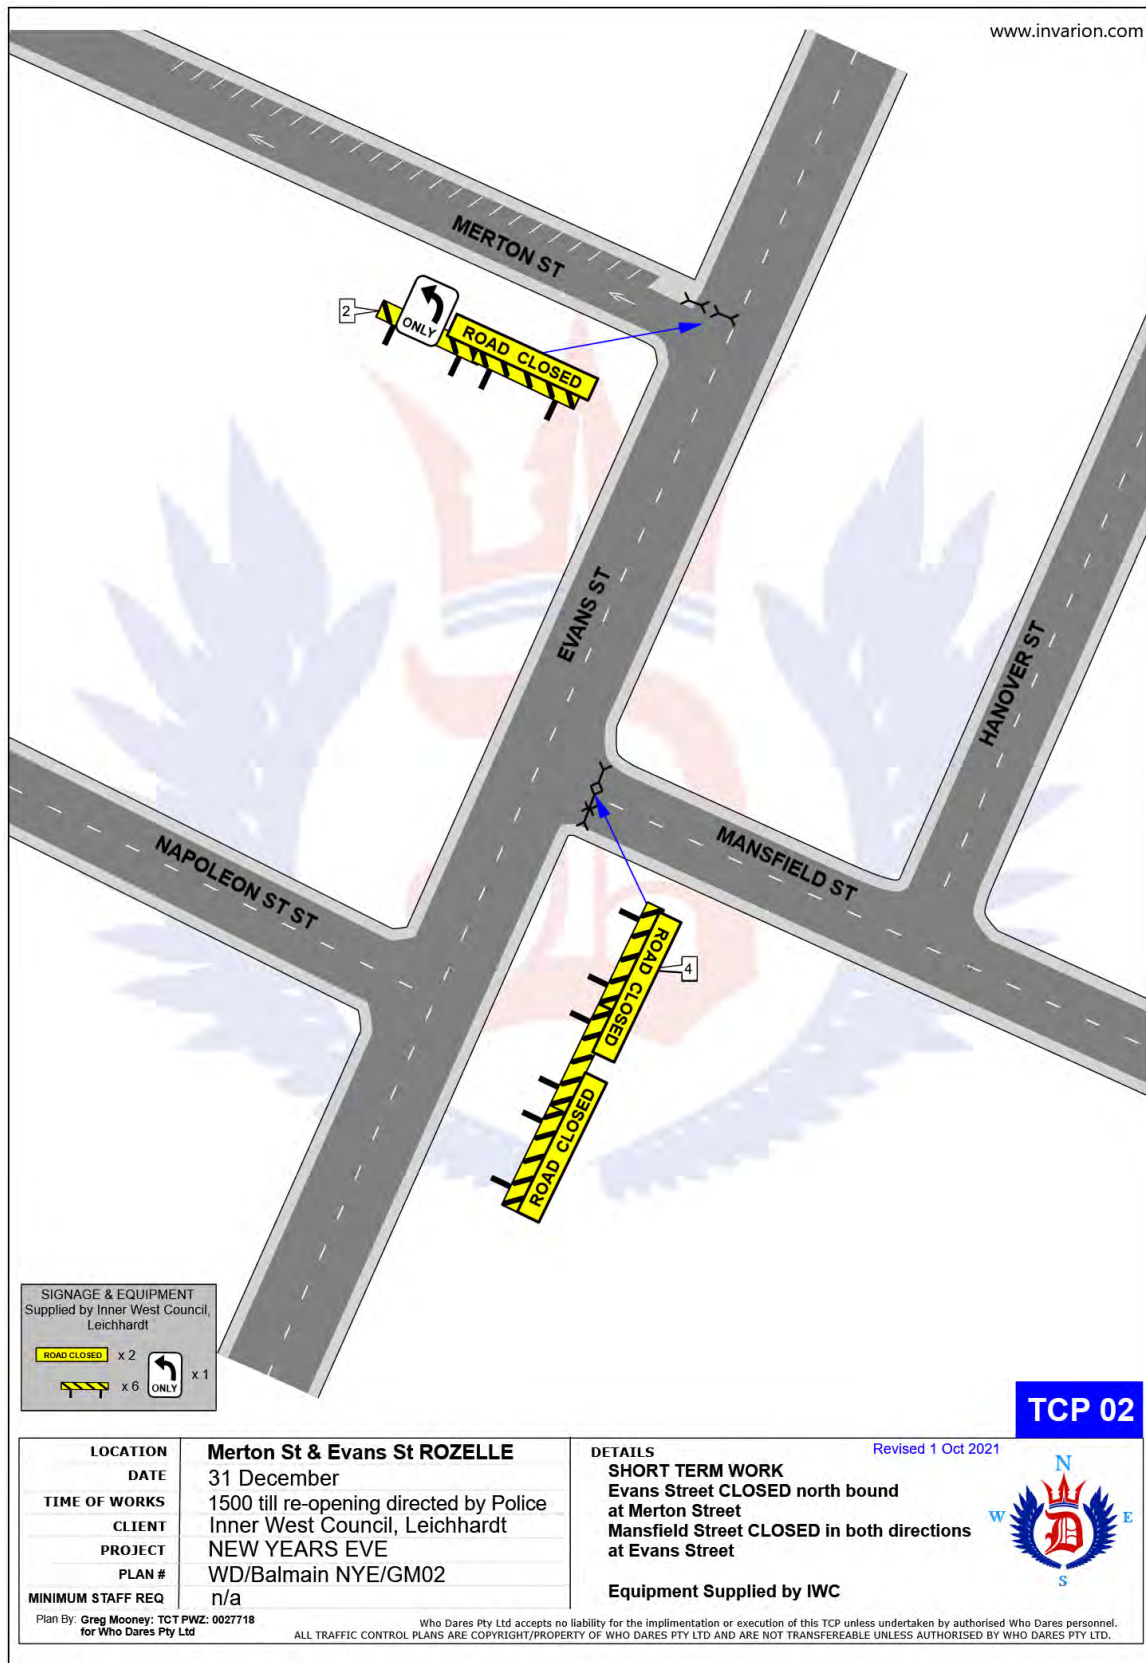 www.invarion.com
MERTON ST
2
ONLY
ROAD CLOSED
EVANS ST
HANOVER ST
NAPOLEON ST ST
MANSFIELD ST
ROAD CLOSED
4
ROAD CLOSED
SIGNAGE & EQUIPMENT
Supplied by Inner West Council,
Leichhardt
ROAD CLOSED x 2
x 6
ONLY
x 1
TCP 02
LOCATION Merton St & Evans St ROZELLE
DATE 31 December
TIME OF WORKS 1500 till re-opening directed by Police
CLIENT Inner West Council, Leichhardt
PROJECT NEW YEARS EVE
PLAN # WD/Balmain NYE/GM02
MINIMUM STAFF REQ n/a
DETAILS
Revised 1 Oct 2021
SHORT TERM WORK
Evans Street CLOSED north bound
at Merton Street
Mansfield Street CLOSED in both directions
at Evans Street
Equipment Supplied by IWC
N
W
E
S
D
Plan By: Greg Mooney: TCT PWZ: 0027718
for Who Dares Pty Ltd
Who Dares Pty Ltd accepts no liability for the implimentation or execution of this TCP unless undertaken by authorised Who Dares personnel.
ALL TRAFFIC CONTROL PLANS ARE COPYRIGHT/PROPERTY OF WHO DARES PTY LTD AND ARE NOT TRANSFEREABLE UNLESS AUTHORISED BY WHO DARES PTY LTD.